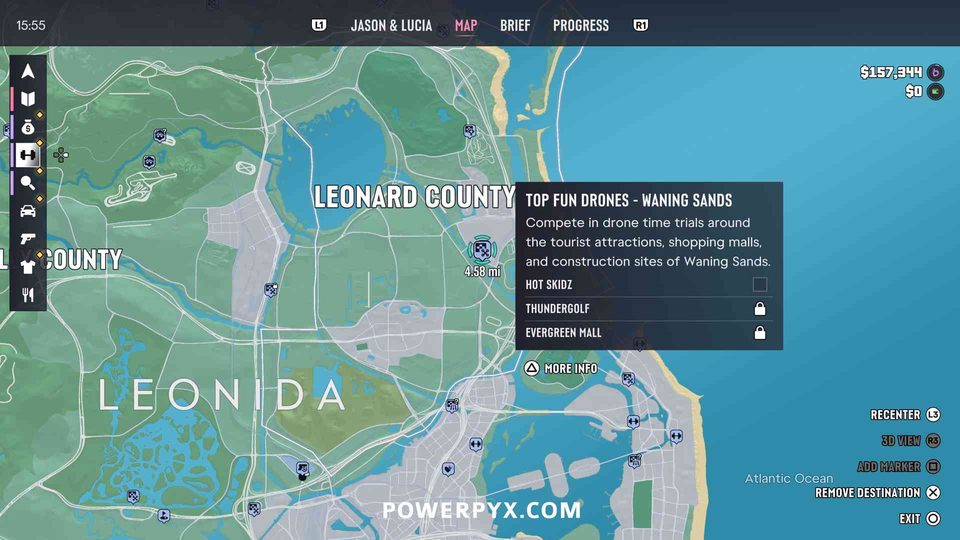 15:55
L1
JASON & LUCIA
MAP
BRIEF
PROGRESS
R1
$157,344
$0
LEONARD COUNTY
COUNTY
TOP FUN DRONES - WANING SANDS
Compete in drone time trials around
the tourist attractions, shopping malls,
and construction sites of Waning Sands.
HOT SKIDZ
THUNDERGOLF
EVERGREEN MALL
4.58 mi
MORE INFO
LEONIDA
RECENTER L3
3D VIEW R3
ADD MARKER
Atlantic Ocean
REMOVE DESTINATION
EXIT
POWERPYX.COM